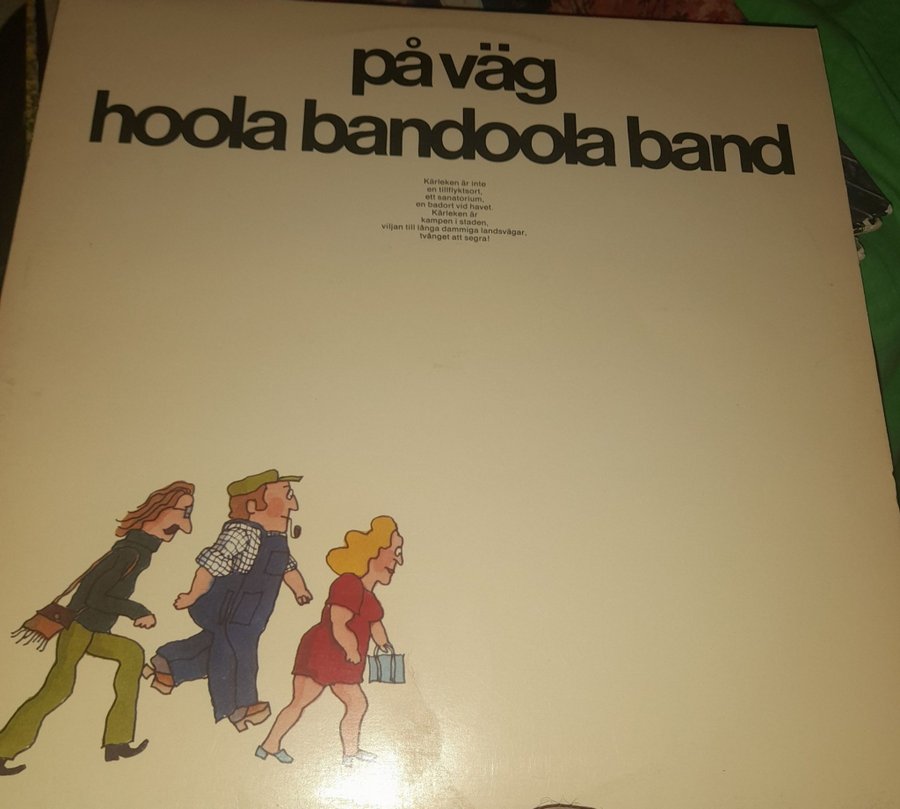 på väg
hoola bandoola band
Kärleken är inte
en tillflyktsort,
ett sanatorium,
en badort vid havet.
Kärleken är
kampen i staden,
viljan till långa dammiga landsvägar,
tvånget att segra!